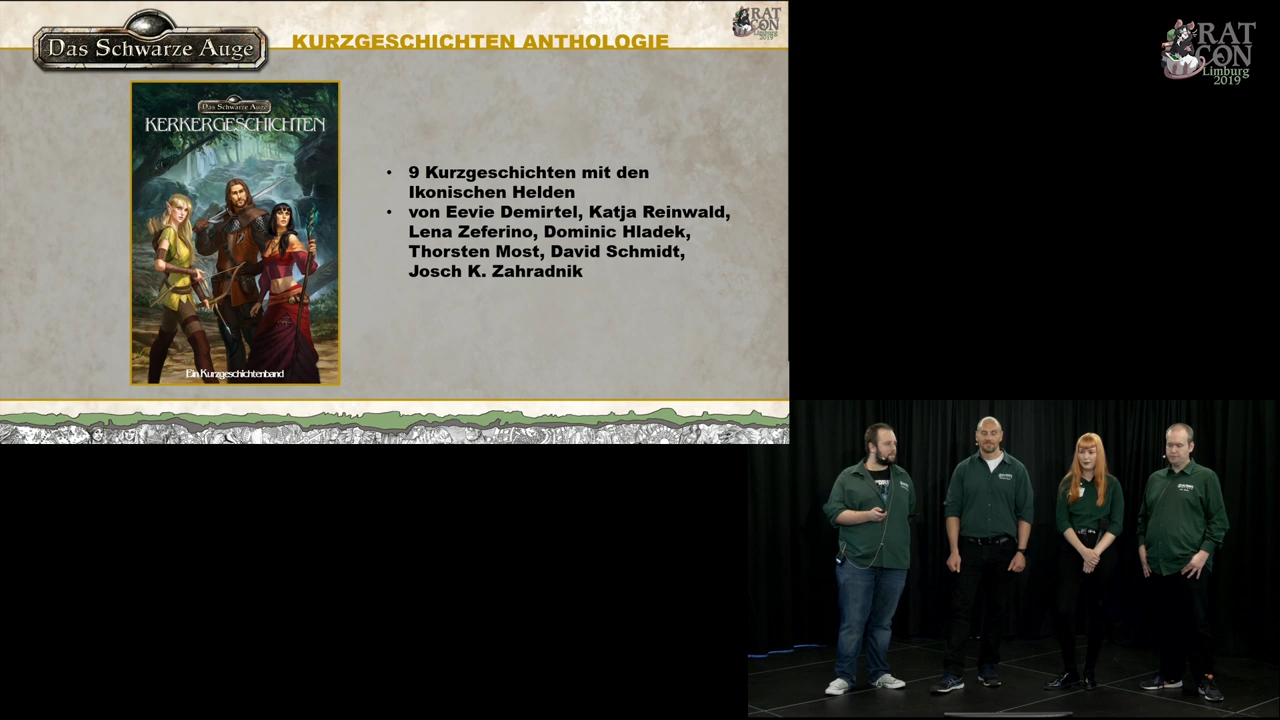 Das Schwarze Auge
KURZGESCHICHTEN ANTHOLOGIE
RAT
CON
Limburg
2019
Das Schwarze Auge
KERKERGESCHICHTEN
Ein Kurzgeschichtenband
• 9 Kurzgeschichten mit den
Ikonischen Helden
• von Eevie Demirtel, Katja Reinwald,
Lena Zeferino, Dominic Hladek,
Thorsten Most, David Schmidt,
Josch K. Zahradnik
RAT
CON
Limburg
2019